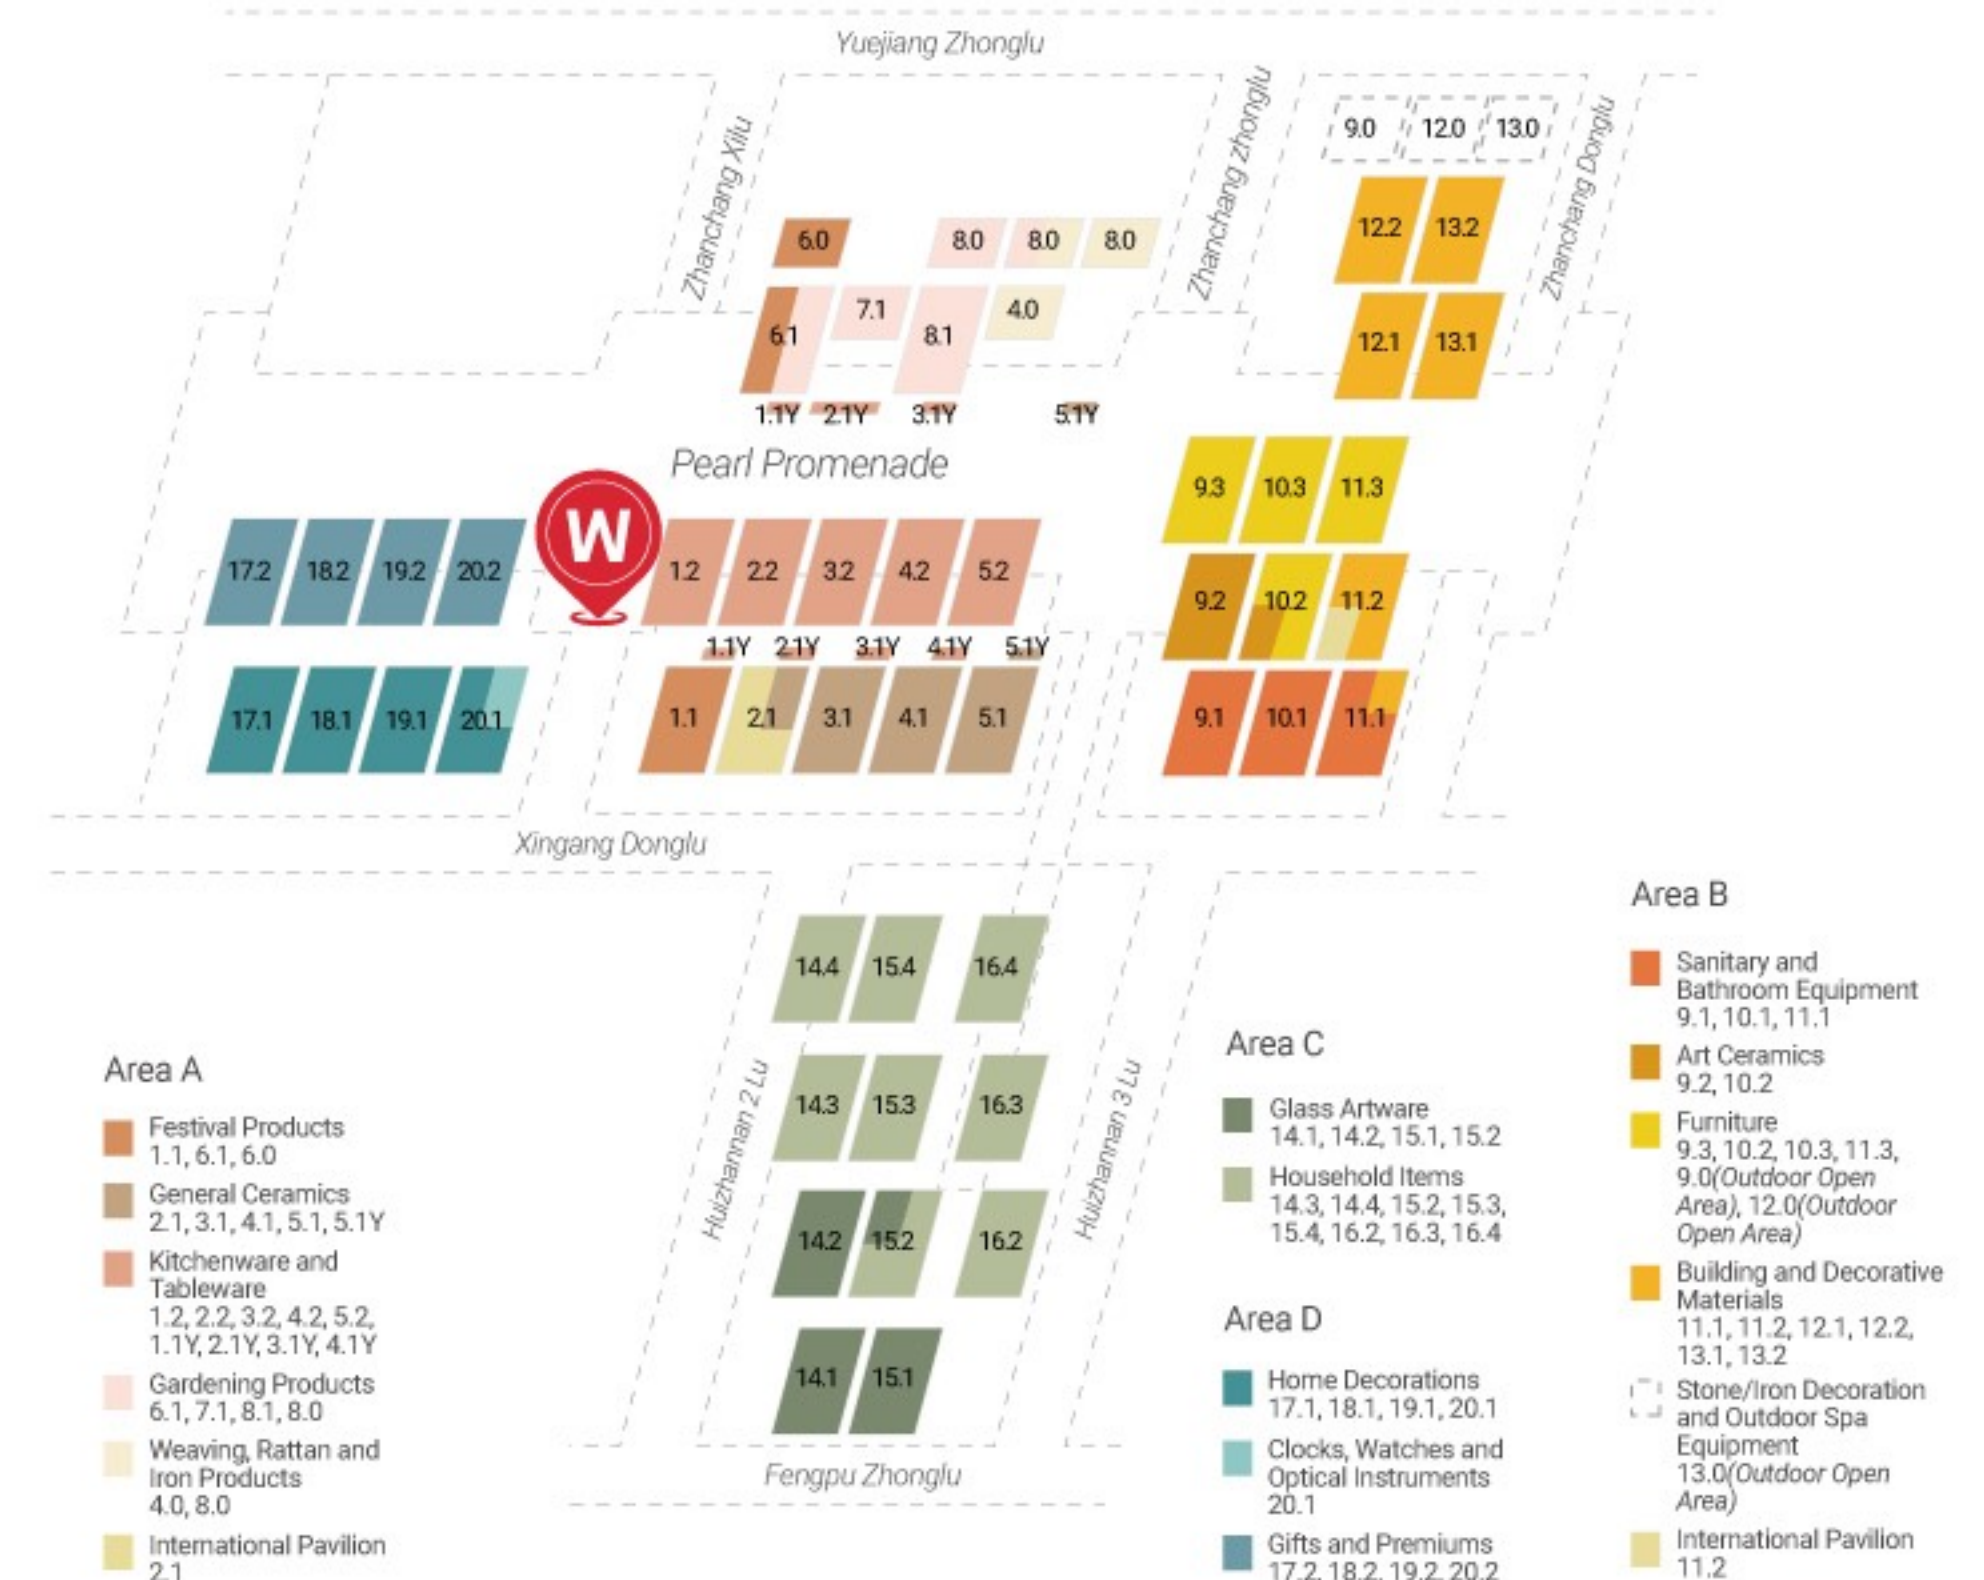 Yuejiang Zhonglu
Zhanchang Xilu
Zhanchang zhonglu
Zhanchang Donglu
9.0 12.0 13.0
12.2 13.2
6.0 8.0 8.0 8.0
7.1 4.0
6.1 8.1
12.1 13.1
1.1Y 2.1Y 3.1Y 5.1Y
Pearl Promenade
9.3 10.3 11.3
W
17.2 18.2 19.2 20.2 1.2 2.2 3.2 4.2 5.2
9.2 10.2 11.2
1.1Y 2.1Y 3.1Y 4.1Y 5.1Y
17.1 18.1 19.1 20.1 1.1 2.1 3.1 4.1 5.1 9.1 10.1 11.1
Xingang Donglu
14.4 15.4 16.4
14.3 15.3 16.3
Huizhannan 2 Lu
Huizhannan 3 Lu
14.2 15.2 16.2
14.1 15.1
Fengpu Zhonglu
Area A
Festival Products
1.1, 6.1, 6.0
General Ceramics
2.1, 3.1, 4.1, 5.1, 5.1Y
Kitchenware and
Tableware
1.2, 2.2, 3.2, 4.2, 5.2,
1.1Y, 2.1Y, 3.1Y, 4.1Y
Gardening Products
6.1, 7.1, 8.1, 8.0
Weaving, Rattan and
Iron Products
4.0, 8.0
International Pavilion
2.1
Area C
Glass Artware
14.1, 14.2, 15.1, 15.2
Household Items
14.3, 14.4, 15.2, 15.3,
15.4, 16.2, 16.3, 16.4
Area D
Home Decorations
17.1, 18.1, 19.1, 20.1
Clocks, Watches and
Optical Instruments
20.1
Gifts and Premiums
17.2, 18.2, 19.2, 20.2
Area B
Sanitary and
Bathroom Equipment
9.1, 10.1, 11.1
Art Ceramics
9.2, 10.2
Furniture
9.3, 10.2, 10.3, 11.3,
9.0(Outdoor Open
Area), 12.0(Outdoor
Open Area)
Building and Decorative
Materials
11.1, 11.2, 12.1, 12.2,
13.1, 13.2
Stone/Iron Decoration
and Outdoor Spa
Equipment
13.0(Outdoor Open
Area)
International Pavilion
11.2